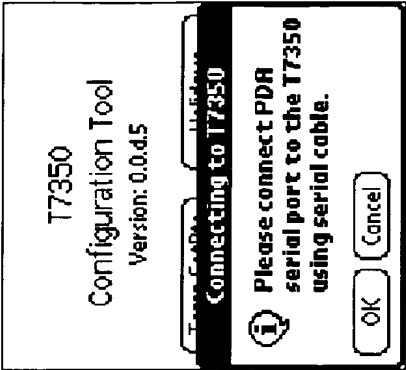 T7350
Configuration Tool
Version: 0.0.d.5
Connecting to T7350
Please connect PDA
serial port to the T7350
using serial cable.
OK
Cancel